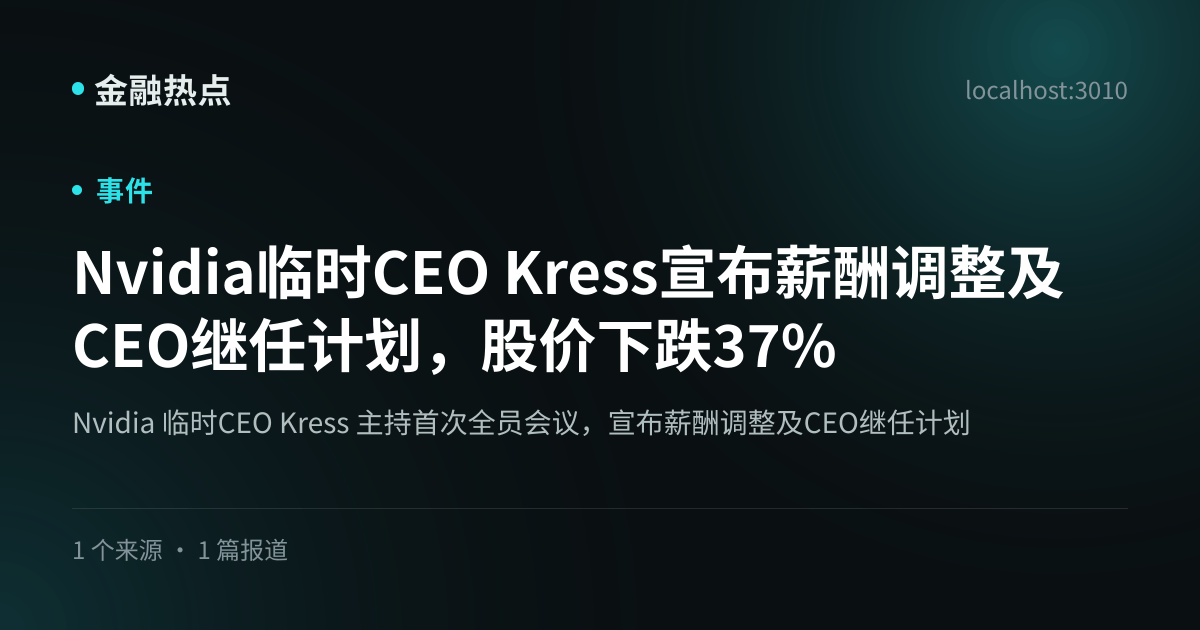 金融热点
localhost:3010
事件
Nvidia临时CEO Kress宣布薪酬调整及
CEO继任计划，股价下跌37%
Nvidia 临时CEO Kress 主持首次全员会议，宣布薪酬调整及CEO继任计划
1 个来源 · 1 篇报道